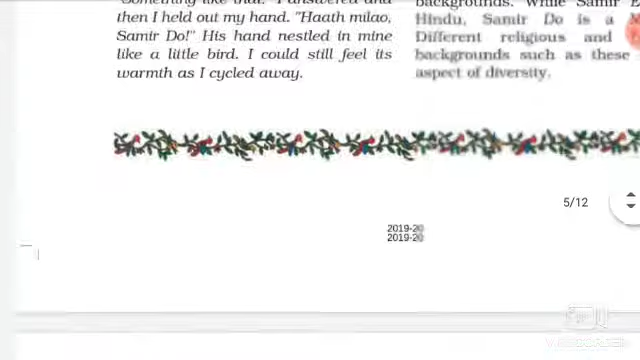 "Something like that." I answered and
then I held out my hand. "Haath milao,
Samir Do!" His hand nestled in mine
like a little bird. I could still feel its
warmth as I cycled away.
backgrounds. While Samir E
Hindu, Samir Do is a
Different religious and
backgrounds such as these
aspect of diversity.
5/12
2019-20
2019-20